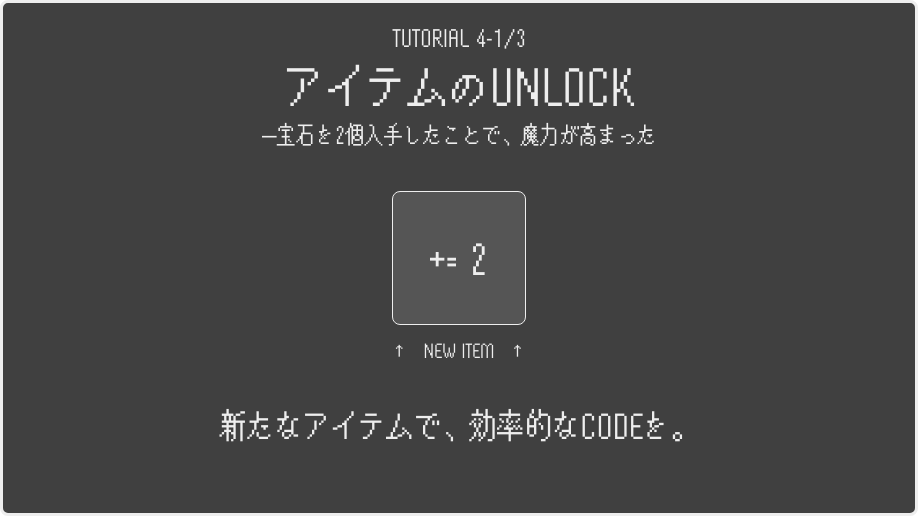 TUTORIAL 4-1/3
アイテムのUNLOCK
—宝石を2個入手したことで、魔力が高まった
+= 2
↑ NEW ITEM ↑
新たなアイテムで、効率的なCODEを。